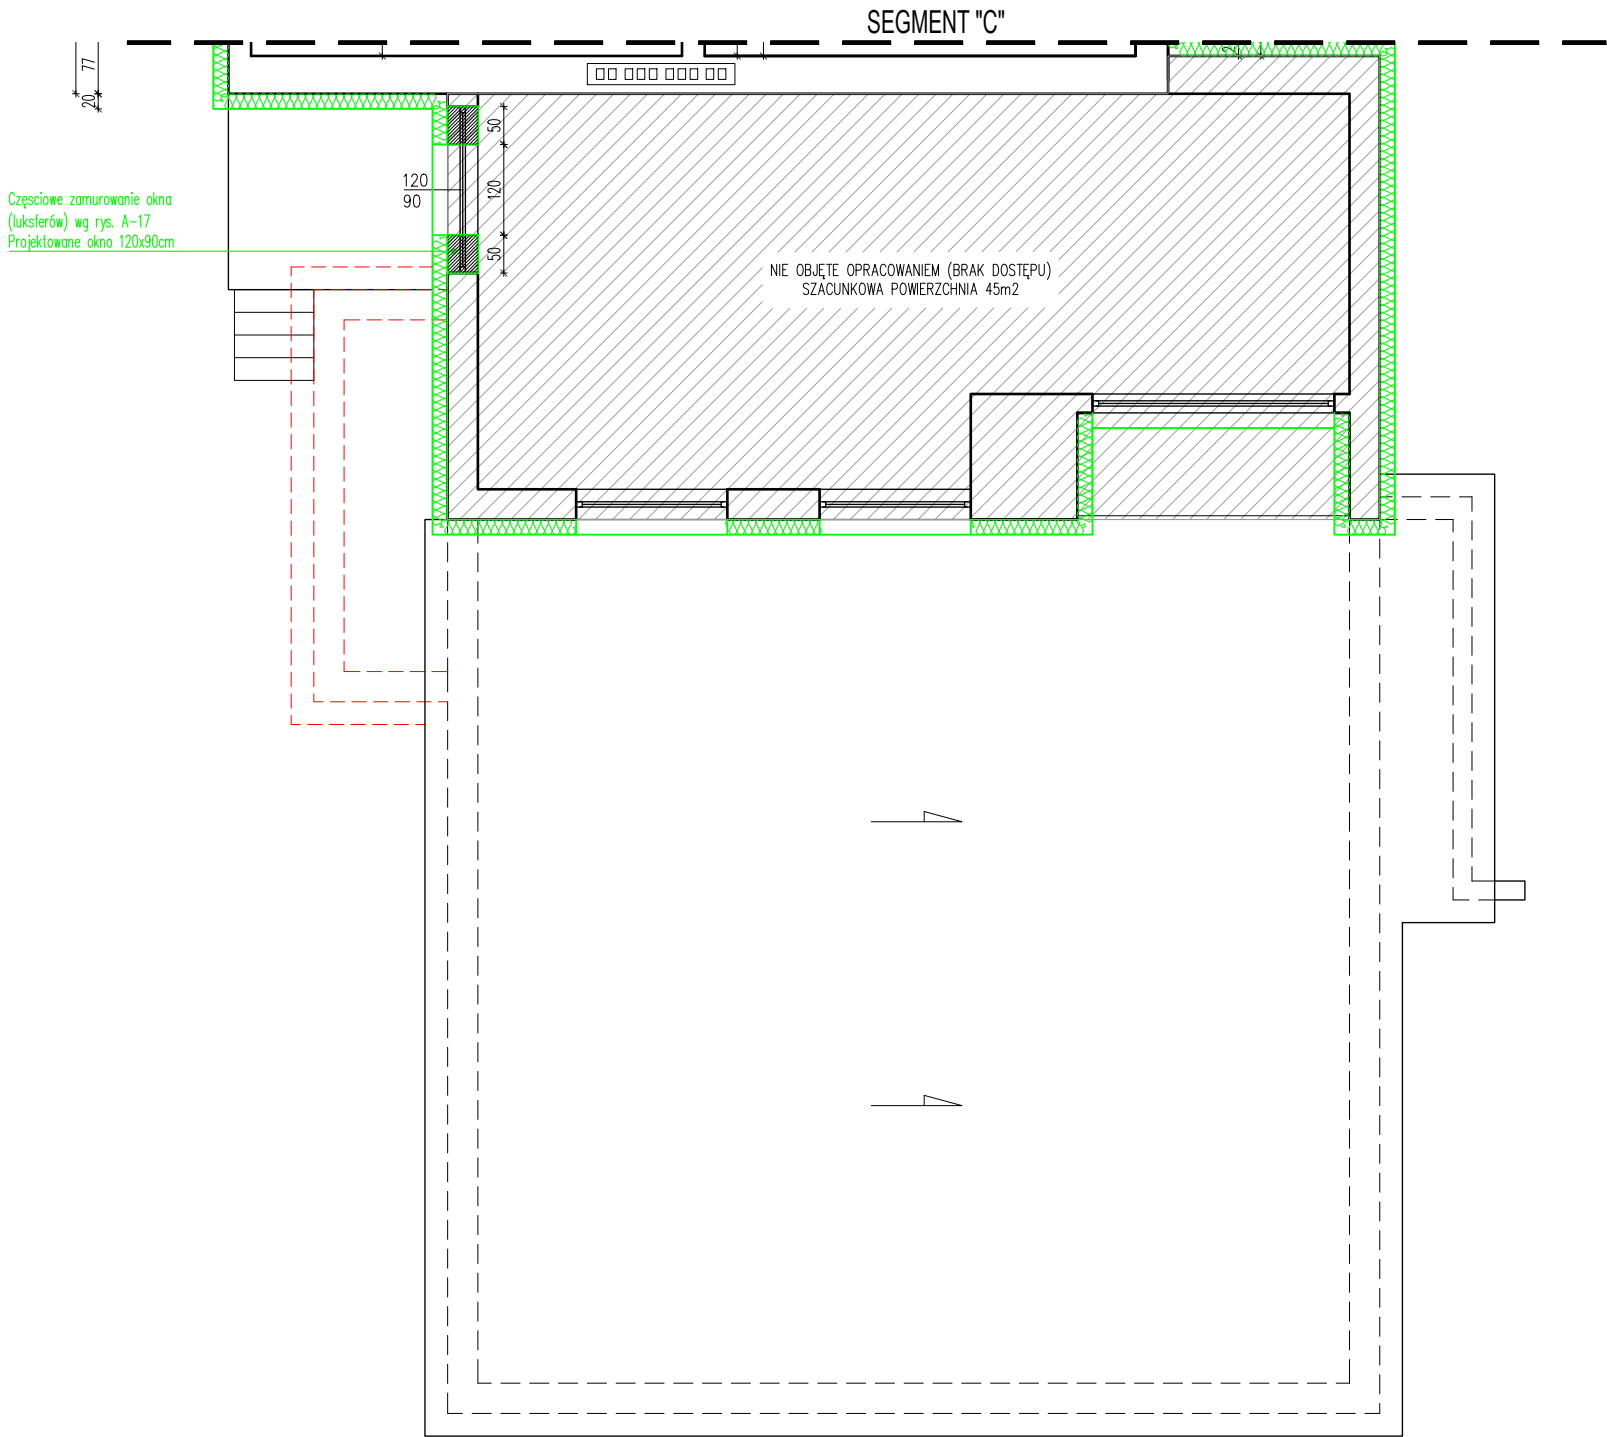 SEGMENT "C"
77
20
50
120
120
90
50
Częsciowe zamurowanie okna
(luksferów) wg rys. A-17
Projektowane okno 120x90cm
NIE OBJĘTE OPRACOWANIEM (BRAK DOSTĘPU)
SZACUNKOWA POWIERZCHNIA 45m2